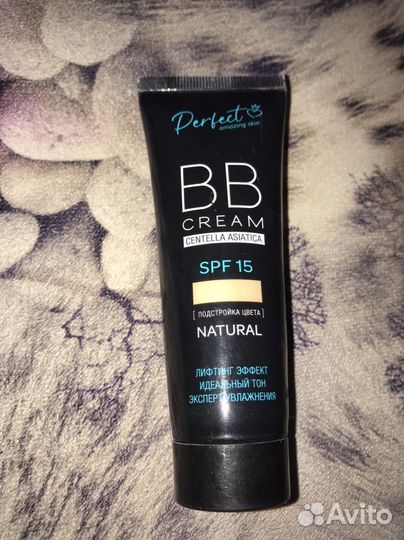 Perfect
amazing skin
BB
CREAM
CENTELLA ASIATICA
SPF 15
[ ПОДСТРОЙКА ЦВЕТА ]
NATURAL
ЛИФТИНГ ЭФФЕКТ
ИДЕАЛЬНЫЙ ТОН
ЭКСПЕРТ УВЛАЖНЕНИЯ
Avito